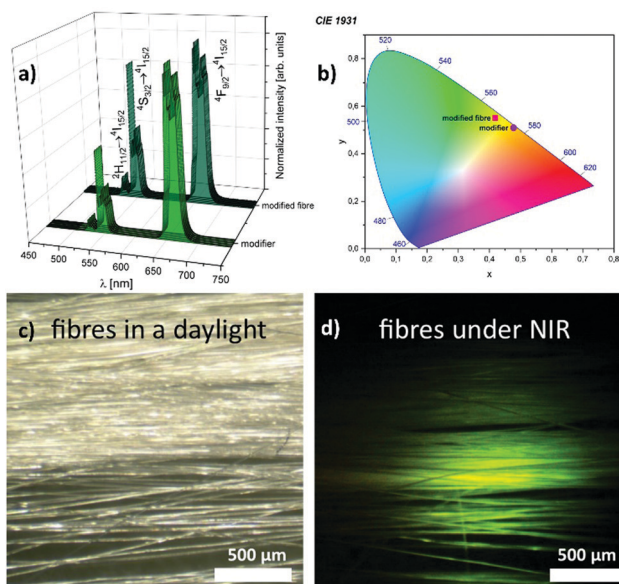 a)
²H₁₁/₂→⁴I₁₅/₂
⁴S₃/₂→⁴I₁₅/₂
⁴F₉/₂→⁴I₁₅/₂
Normalized intensity [arb. units]
modified fibre
modifier
450
500
550
600
650
700
750
λ [nm]
CIE 1931
b)
0,8
0,6
0,4
0,2
0,0
y
520
540
560
500
580
620
480
460
modified fibre
modifier
0,0
0,1
0,2
0,3
0,4
0,5
0,6
0,7
0,8
x
c) fibres in a daylight
500 µm
d) fibres under NIR
500 µm